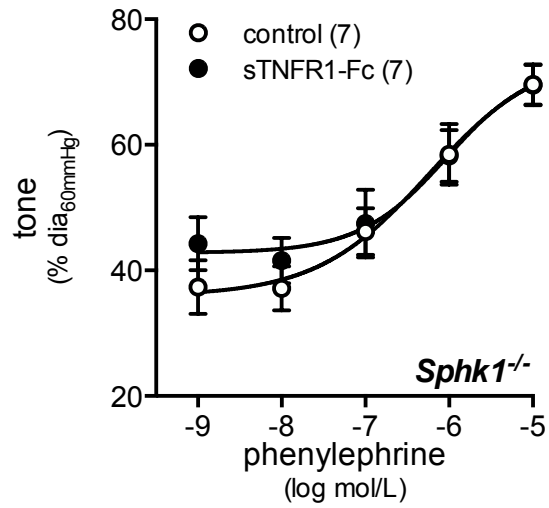 80
60
40
20
tone
(% dia60mmHg)
control (7)
sTNFR1-Fc (7)
Sphk1-/-
-9 -8 -7 -6 -5
phenylephrine
(log mol/L)